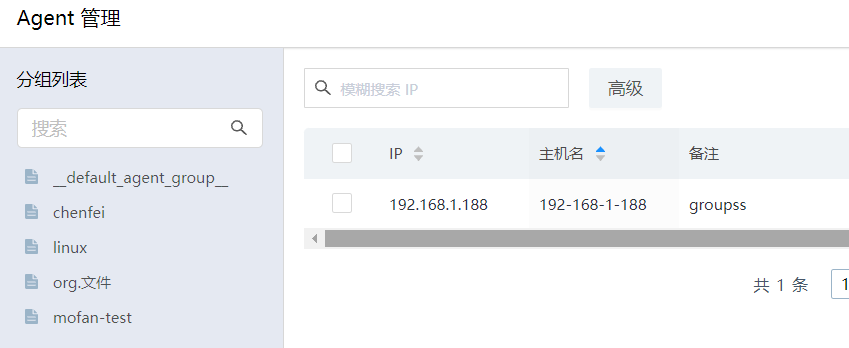 Agent 管理
分组列表
搜索
__default_agent_group__
chenfei
linux
org.文件
mofan-test
模糊搜索 IP
高级
IP 主机名 备注
192.168.1.188 192-168-1-188 groupss
共 1 条 1